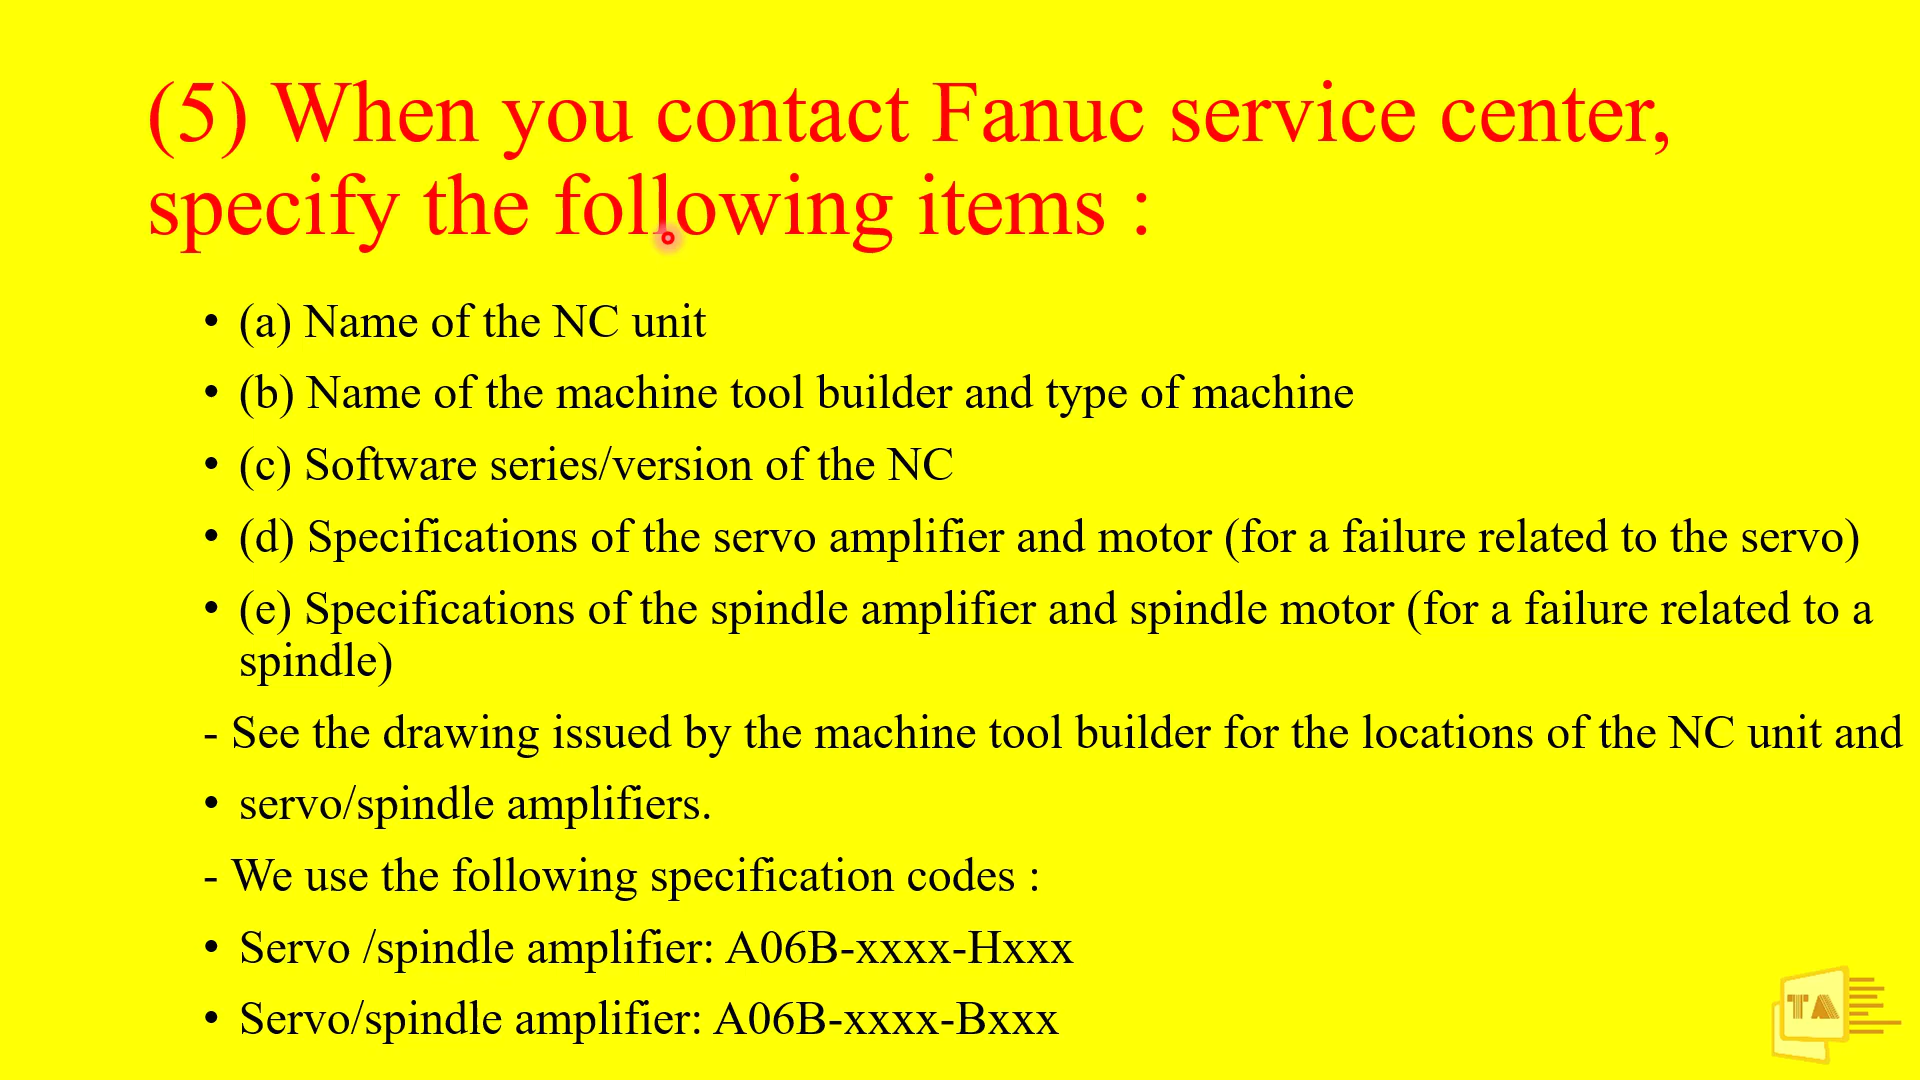 (5) When you contact Fanuc service center,
specify the following items :
• (a) Name of the NC unit
• (b) Name of the machine tool builder and type of machine
• (c) Software series/version of the NC
• (d) Specifications of the servo amplifier and motor (for a failure related to the servo)
• (e) Specifications of the spindle amplifier and spindle motor (for a failure related to a
spindle)
- See the drawing issued by the machine tool builder for the locations of the NC unit and
• servo/spindle amplifiers.
- We use the following specification codes :
• Servo /spindle amplifier: A06B-xxxx-Hxxx
• Servo/spindle amplifier: A06B-xxxx-Bxxx
TA